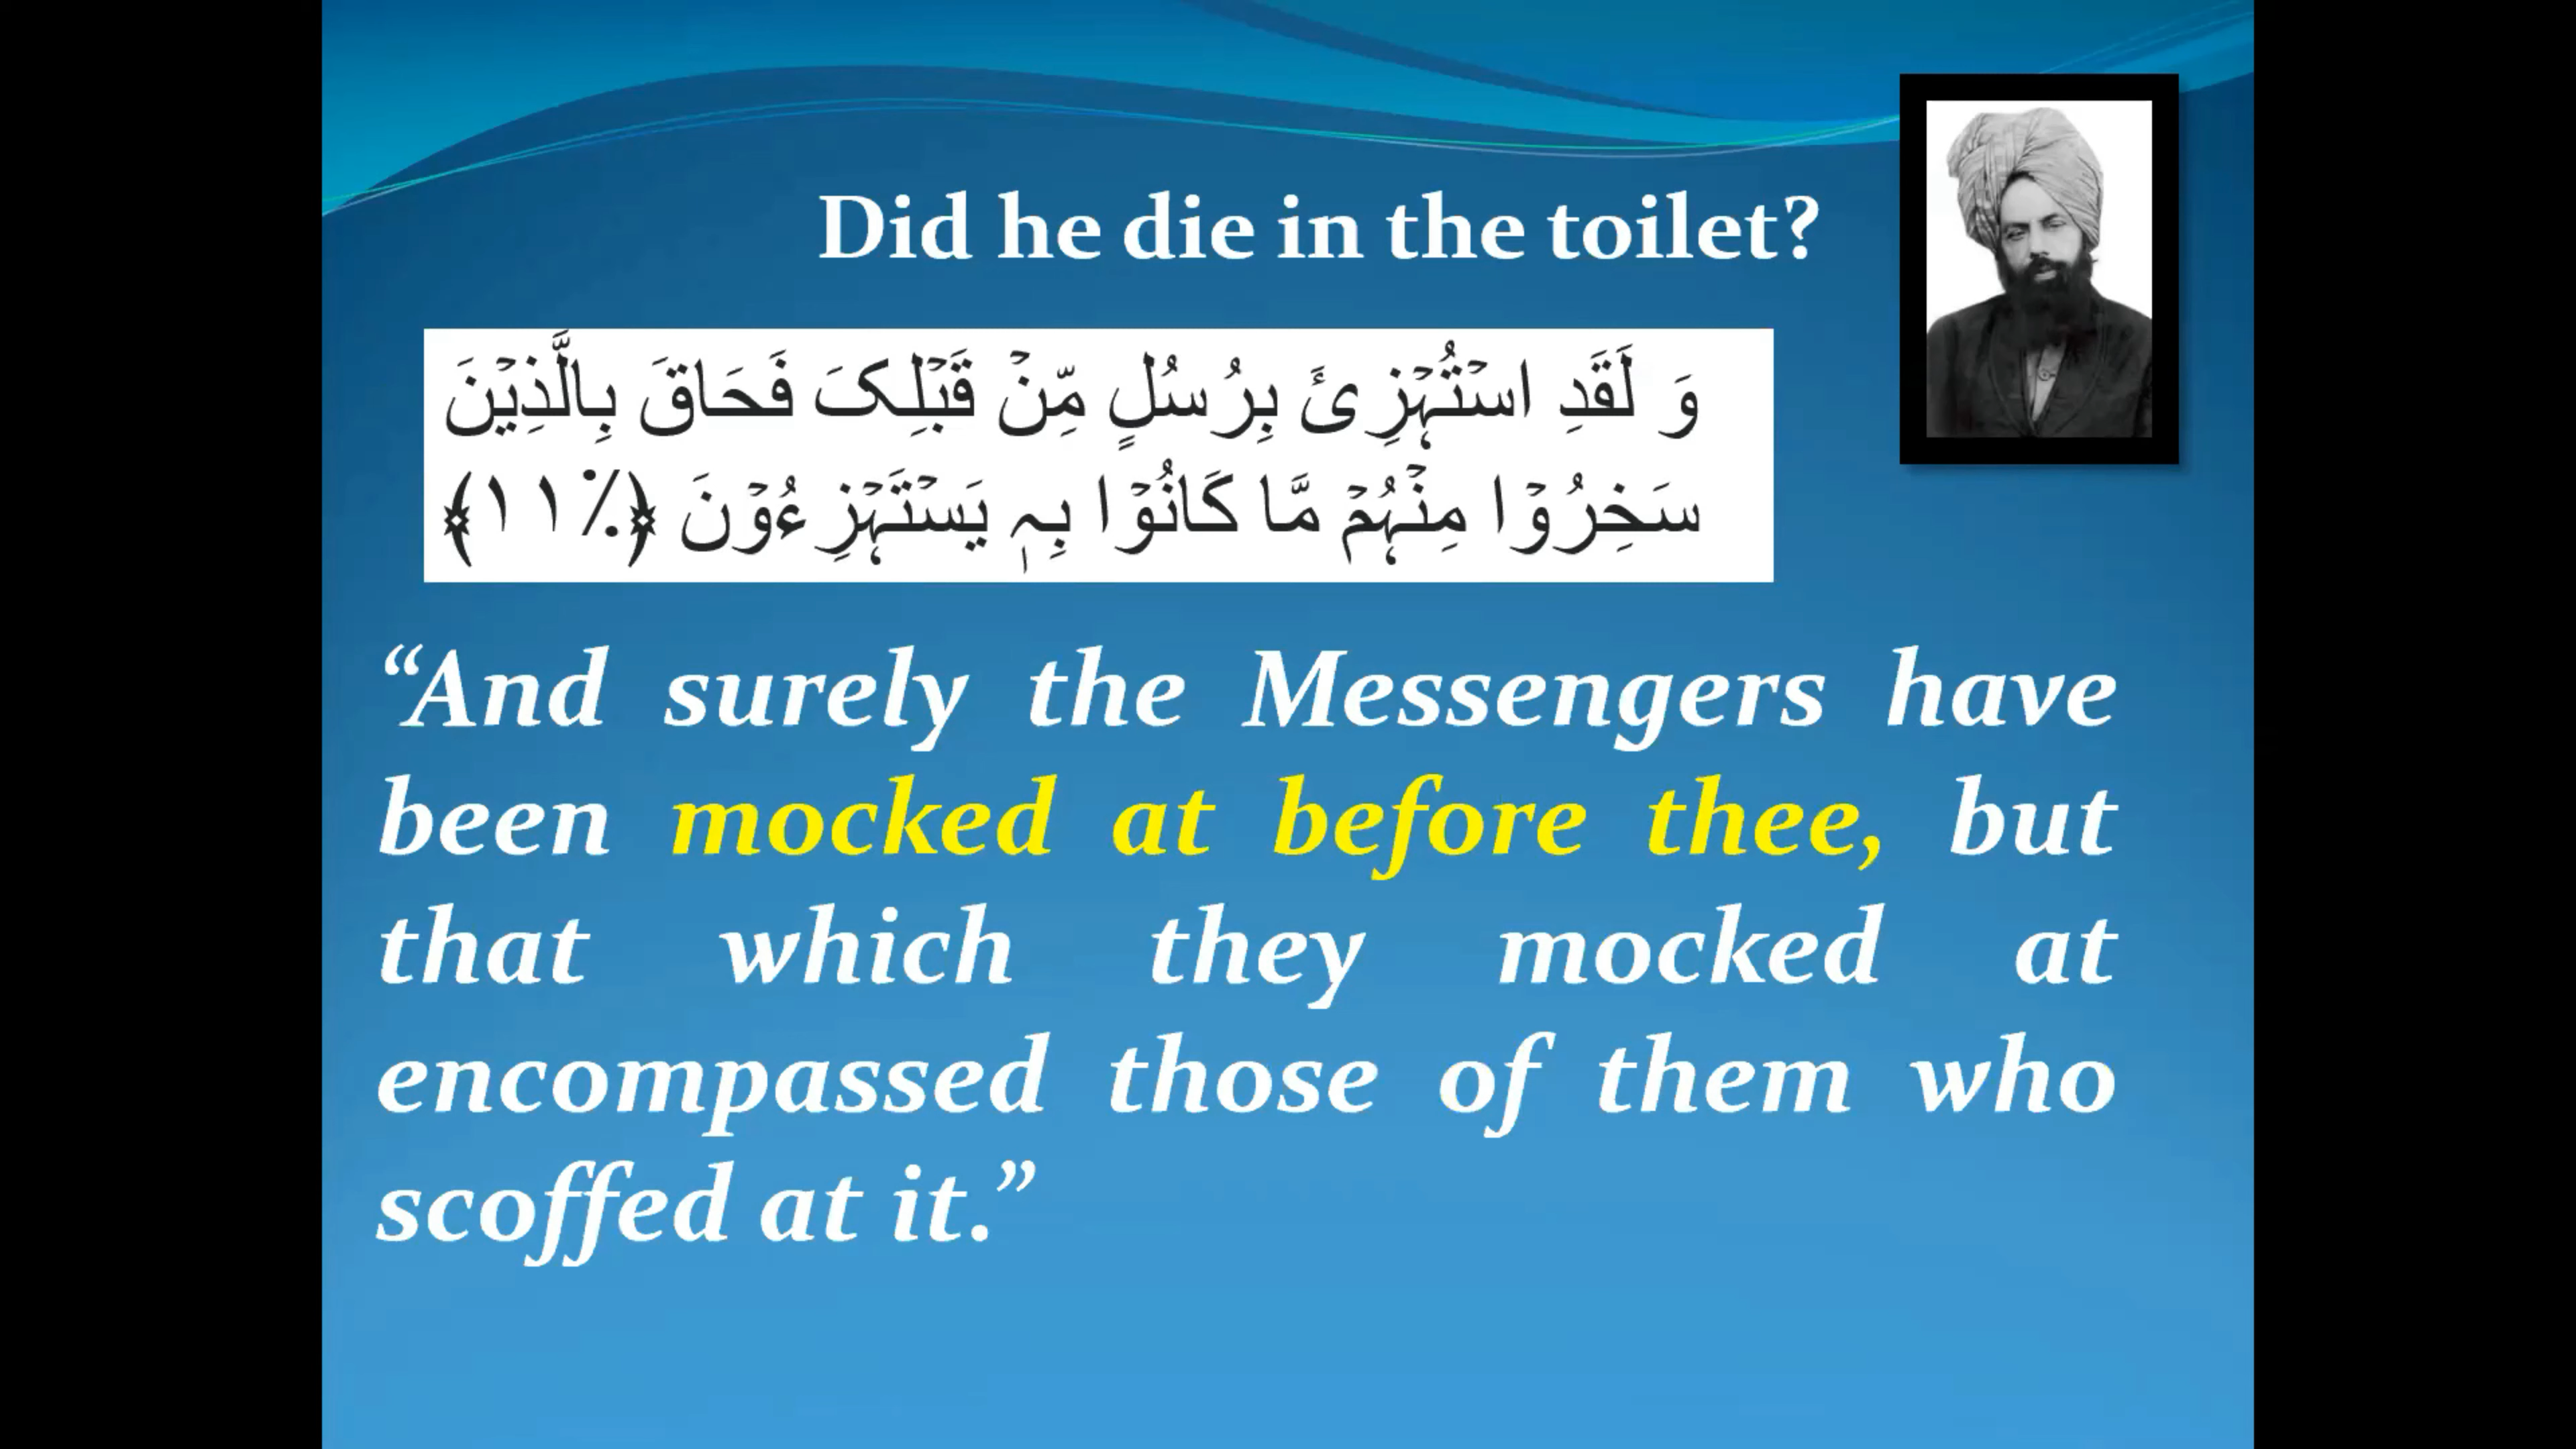 Did he die in the toilet?
وَ لَقَدِ اسۡتُہۡزِیَٔ بِرُسُلٍ مِّنۡ قَبۡلِکَ فَحَاقَ بِالَّذِیۡنَ
سَخِرُوۡا مِنۡہُمۡ مَّا کَانُوۡا بِہٖ یَسۡتَہۡزِءُوۡنَ ﴿٪۱۱﴾
“And surely the Messengers have
been mocked at before thee, but
that which they mocked at
encompassed those of them who
scoffed at it.”